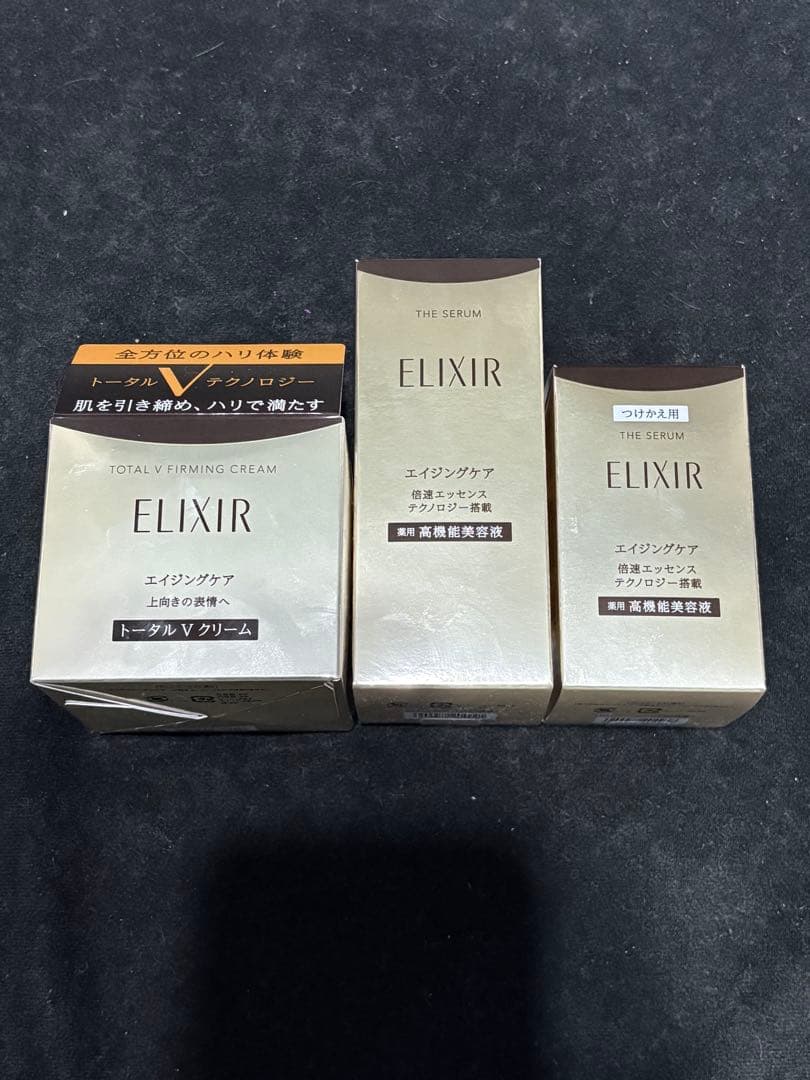 全方位のハリ体験
トータル V テクノロジー
肌を引き締め、ハリで満たす
TOTAL V FIRMING CREAM
ELIXIR
エイジングケア
上向きの表情へ
トータル V クリーム
THE SERUM
ELIXIR
エイジングケア
倍速エッセンス
テクノロジー搭載
薬用 高機能美容液
つけかえ用
THE SERUM
ELIXIR
エイジングケア
倍速エッセンス
テクノロジー搭載
薬用 高機能美容液